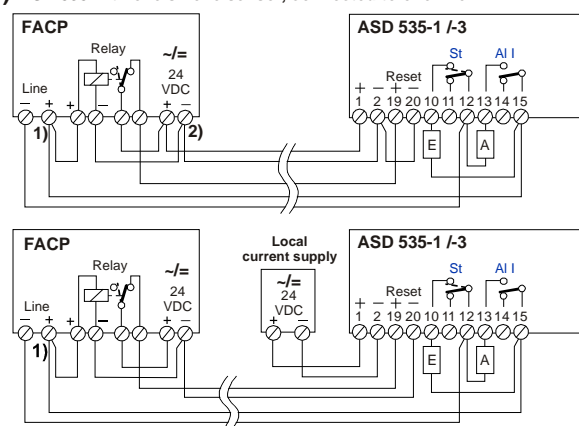 FACP
Relay
~/=
24
VDC
Line
− + + − + −
1)
2)
ASD 535-1 /-3
St
Al I
Reset
+ − + −
1 2 19 20 10 11 12 13 14 15
E
A
FACP
Relay
~/=
24
VDC
Line
− + + − + −
1)
Local
current supply
~/=
24
VDC
+ −
ASD 535-1 /-3
St
Al I
Reset
+ − + −
1 2 19 20 10 11 12 13 14 15
E
A